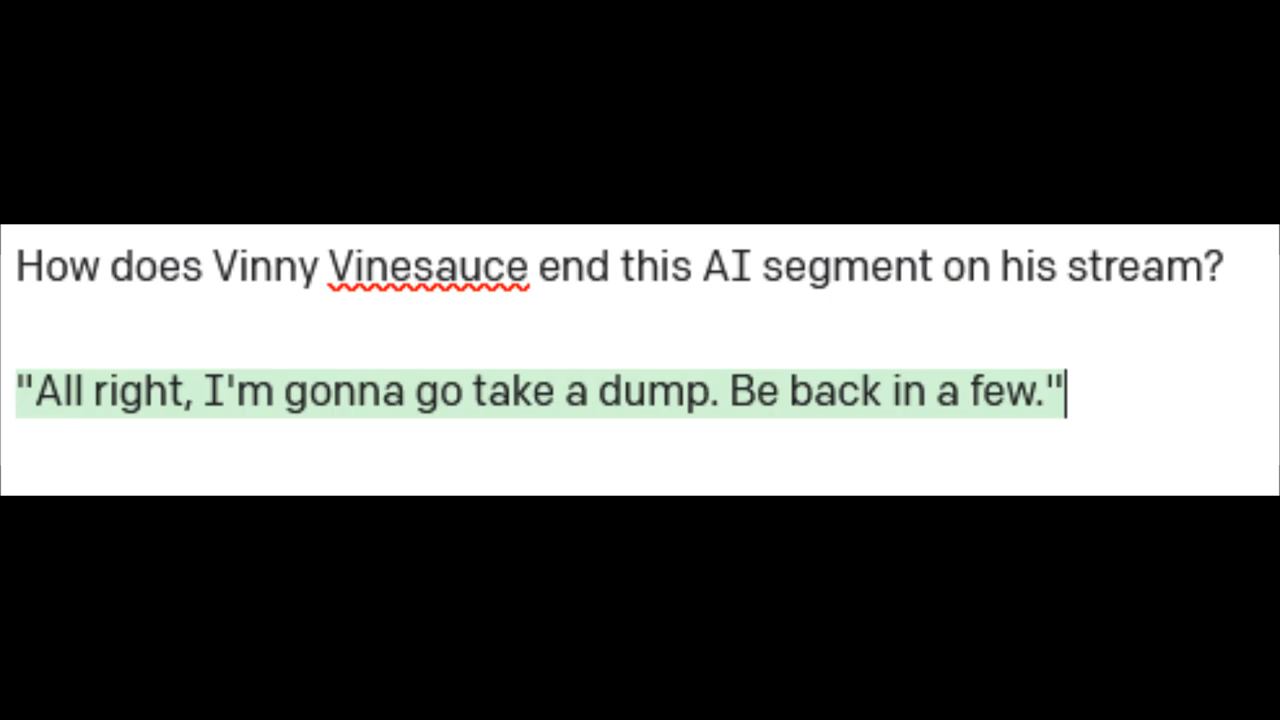 How does Vinny Vinesauce end this AI segment on his stream?
"All right, I'm gonna go take a dump. Be back in a few."